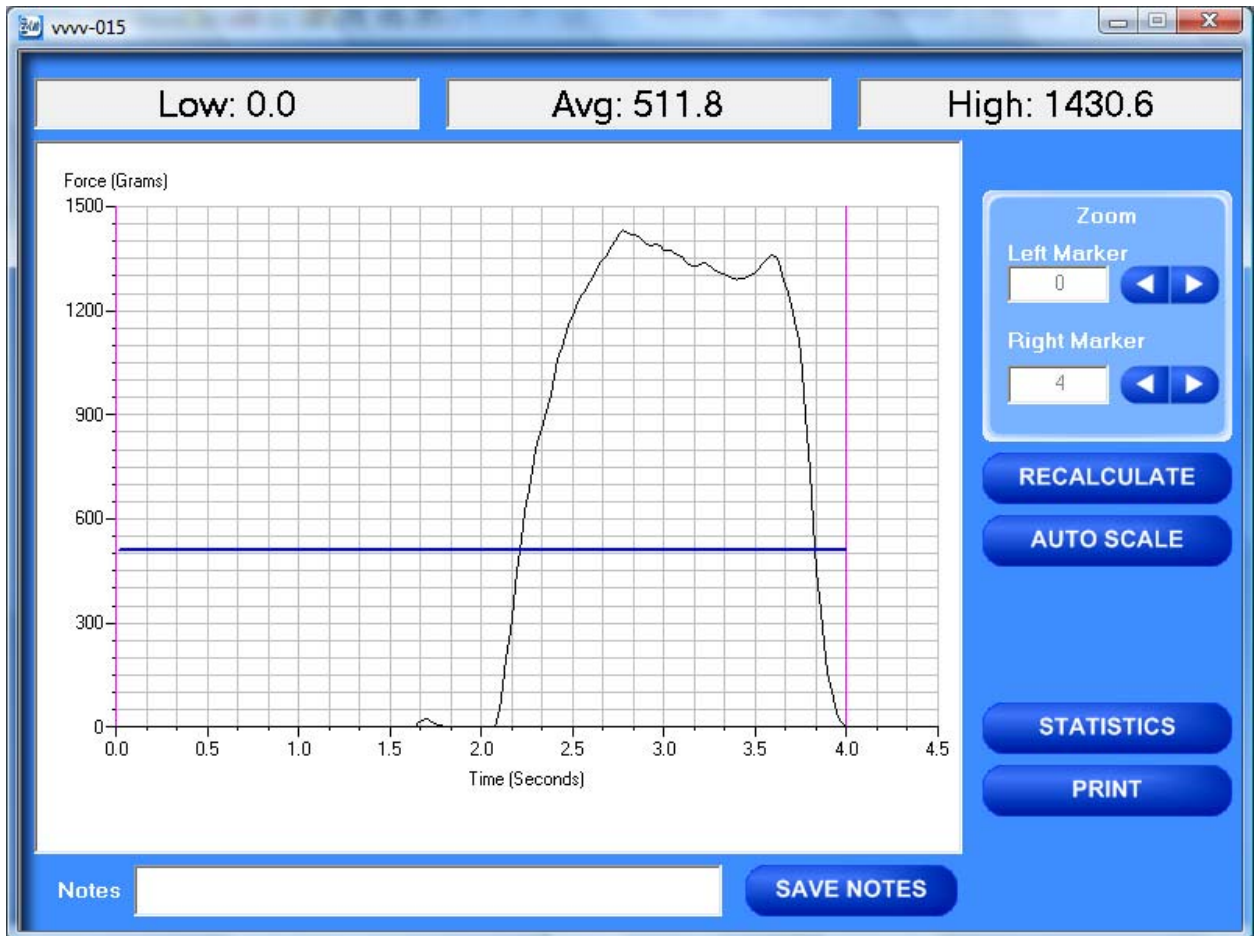 vvvv-015
Low: 0.0
Avg: 511.8
High: 1430.6
Force (Grams)
1500
1200
900
600
300
0
0.0 0.5 1.0 1.5 2.0 2.5 3.0 3.5 4.0 4.5
Time (Seconds)
Zoom
Left Marker
0
Right Marker
4
RECALCULATE
AUTO SCALE
STATISTICS
PRINT
Notes
SAVE NOTES